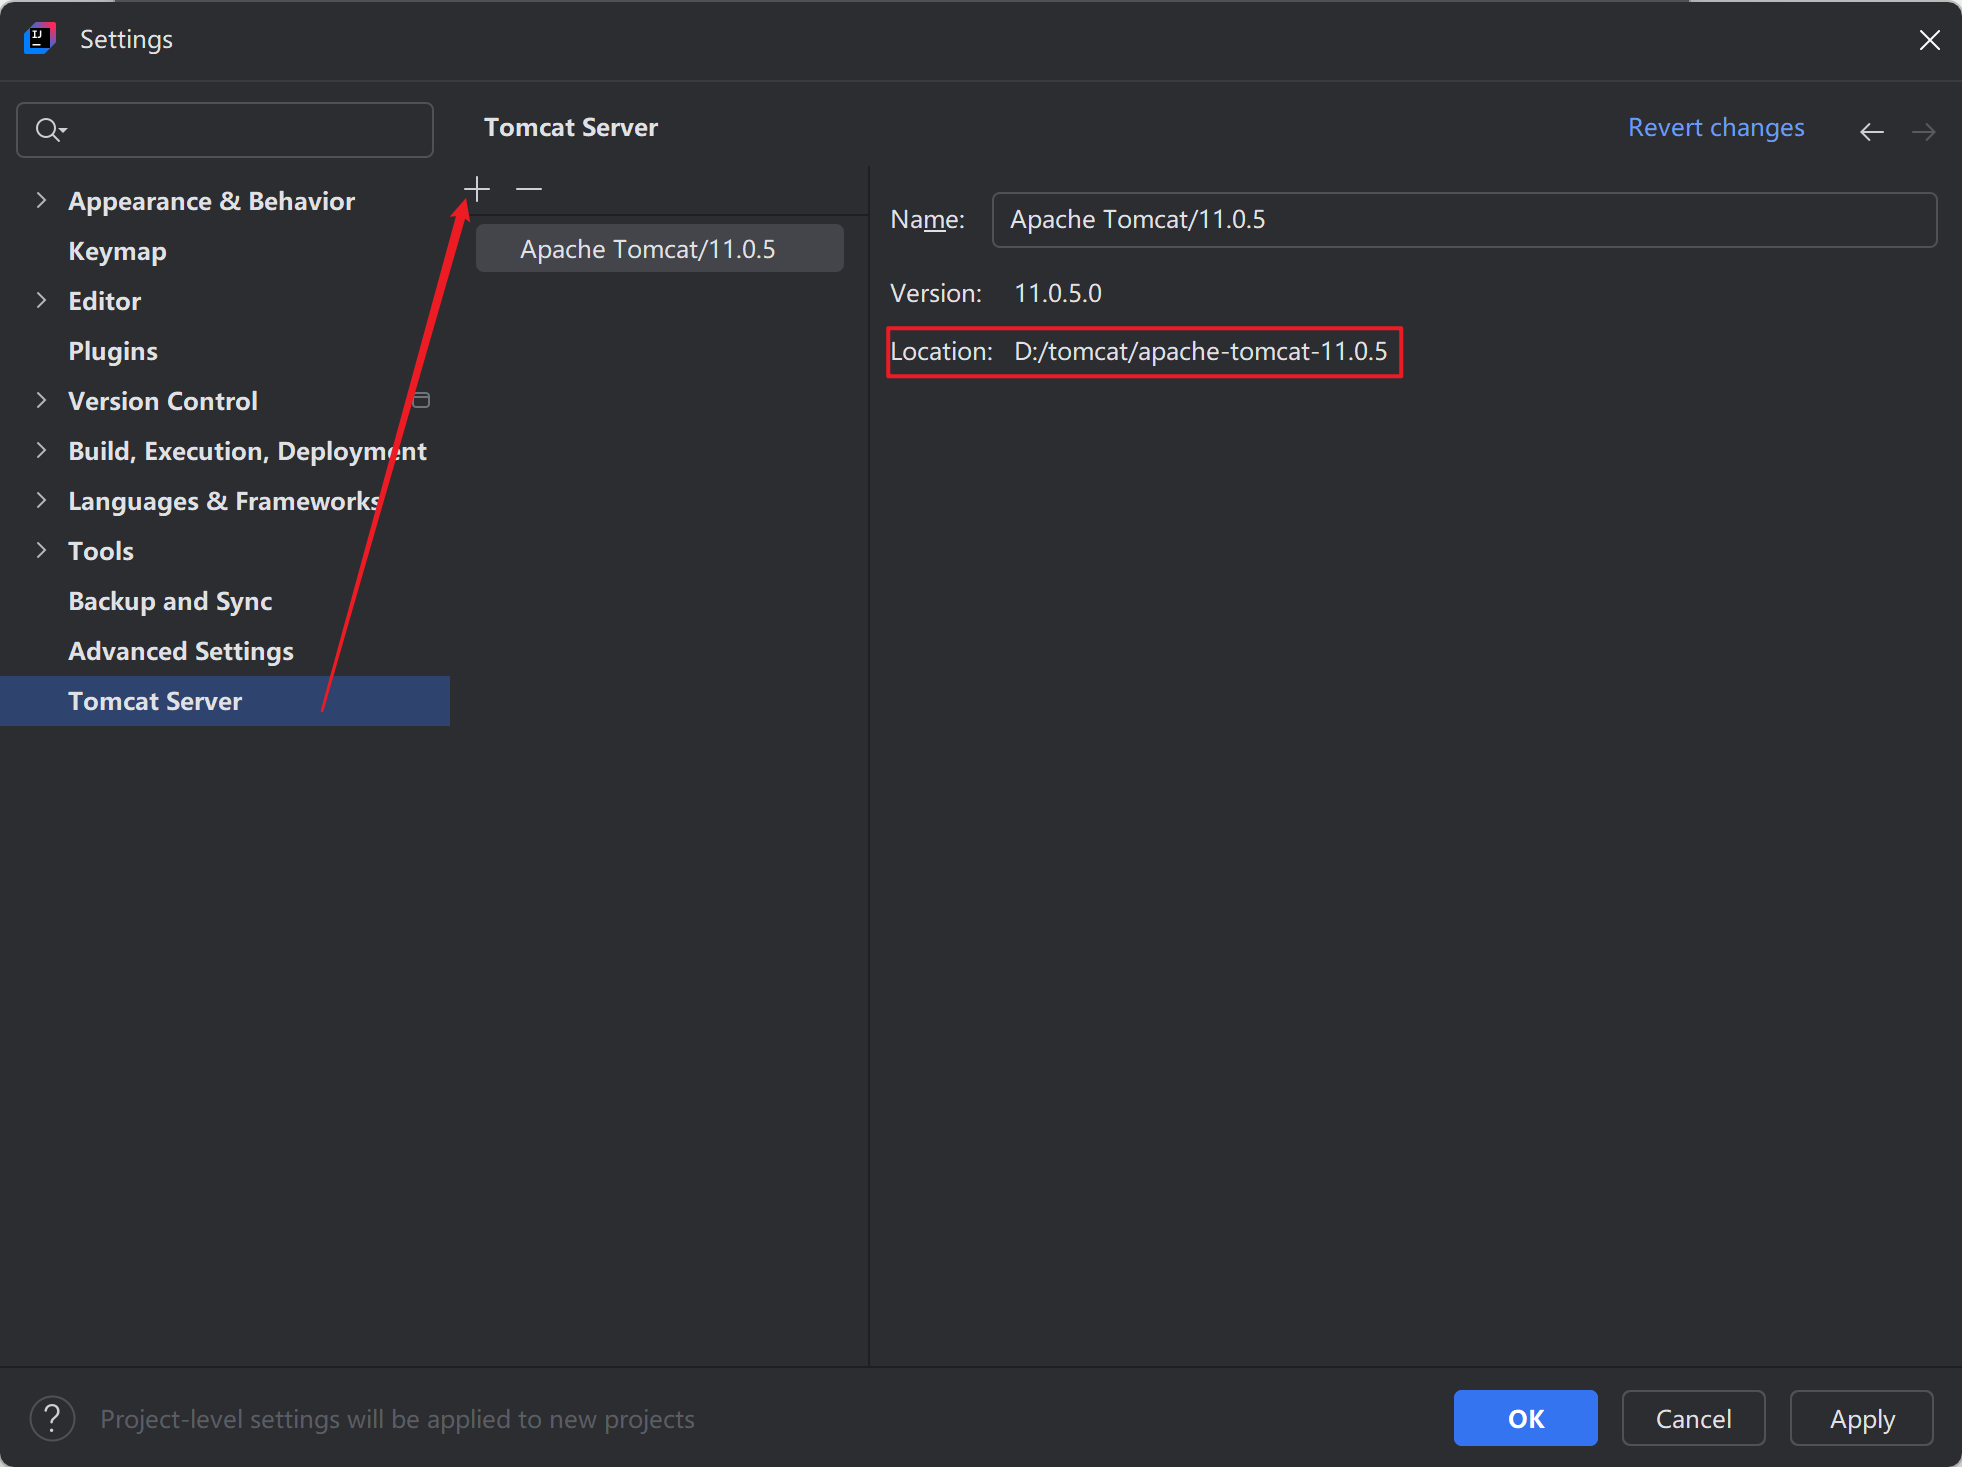 Settings
Tomcat Server
Revert changes
Appearance & Behavior
Keymap
Editor
Plugins
Version Control
Build, Execution, Deployment
Languages & Frameworks
Tools
Backup and Sync
Advanced Settings
Tomcat Server
Apache Tomcat/11.0.5
Name: Apache Tomcat/11.0.5
Version: 11.0.5.0
Location: D:/tomcat/apache-tomcat-11.0.5
? Project-level settings will be applied to new projects
OK
Cancel
Apply